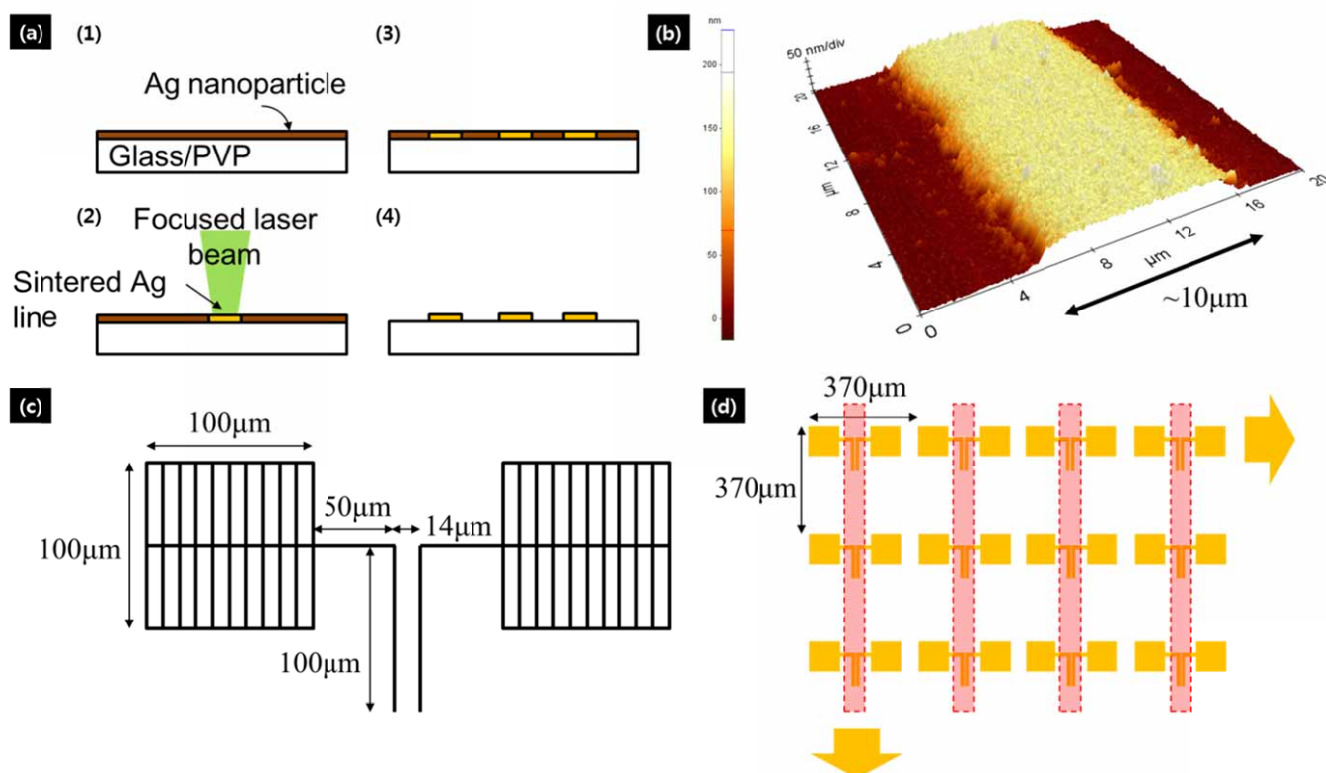 (a)
(1)
Ag nanoparticle
Glass/PVP
(2)
Focused laser
beam
Sintered Ag
line
(3)
(4)
(b)
nm
200
150
100
50
0
50 nm/div
20
16
12
µm
8
4
0
0
4
8
µm
12
16
20
~10µm
(c)
100µm
100µm
50µm
14µm
100µm
(d)
370µm
370µm